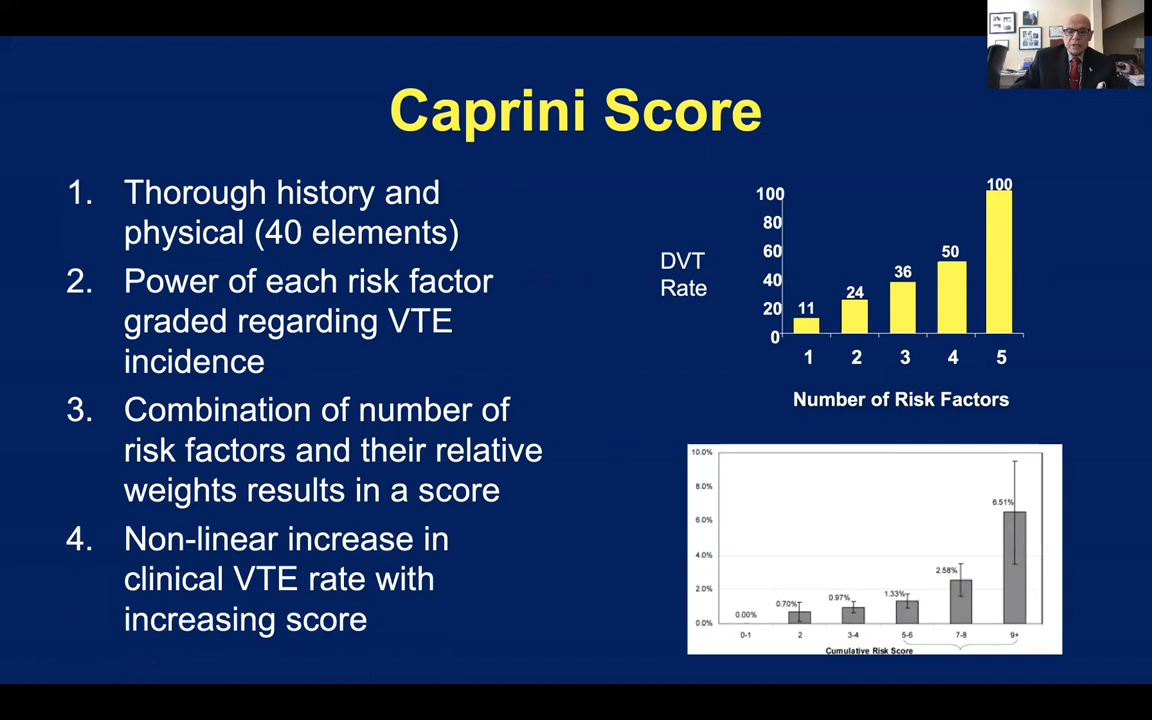 Caprini Score
1. Thorough history and
physical (40 elements)
2. Power of each risk factor
graded regarding VTE
incidence
3. Combination of number of
risk factors and their relative
weights results in a score
4. Non-linear increase in
clinical VTE rate with
increasing score
DVT
Rate
100
80
60
40
20
0
11
24
36
50
100
1 2 3 4 5
Number of Risk Factors
10.0%
8.0%
6.0%
4.0%
2.0%
0.0%
0.00%
0.70%
0.97%
1.33%
2.58%
6.51%
0-1 2 3-4 5-6 7-8 9+
Cumulative Risk Score